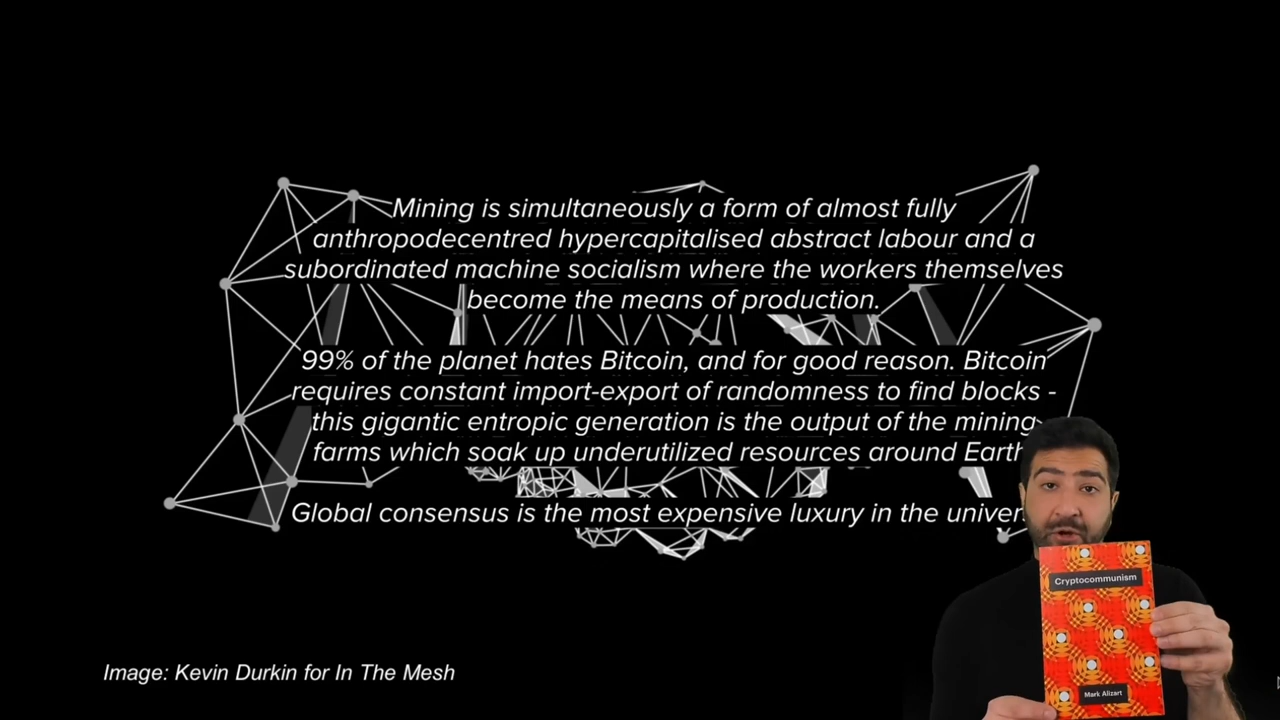 Mining is simultaneously a form of almost fully
anthropodecentred hypercapitalised abstract labour and a
subordinated machine socialism where the workers themselves
become the means of production.
99% of the planet hates Bitcoin, and for good reason. Bitcoin
requires constant import-export of randomness to find blocks -
this gigantic entropic generation is the output of the mining
farms which soak up underutilized resources around Earth
Global consensus is the most expensive luxury in the
Cryptocommunism
Mark Alizart
Image: Kevin Durkin for In The Mesh